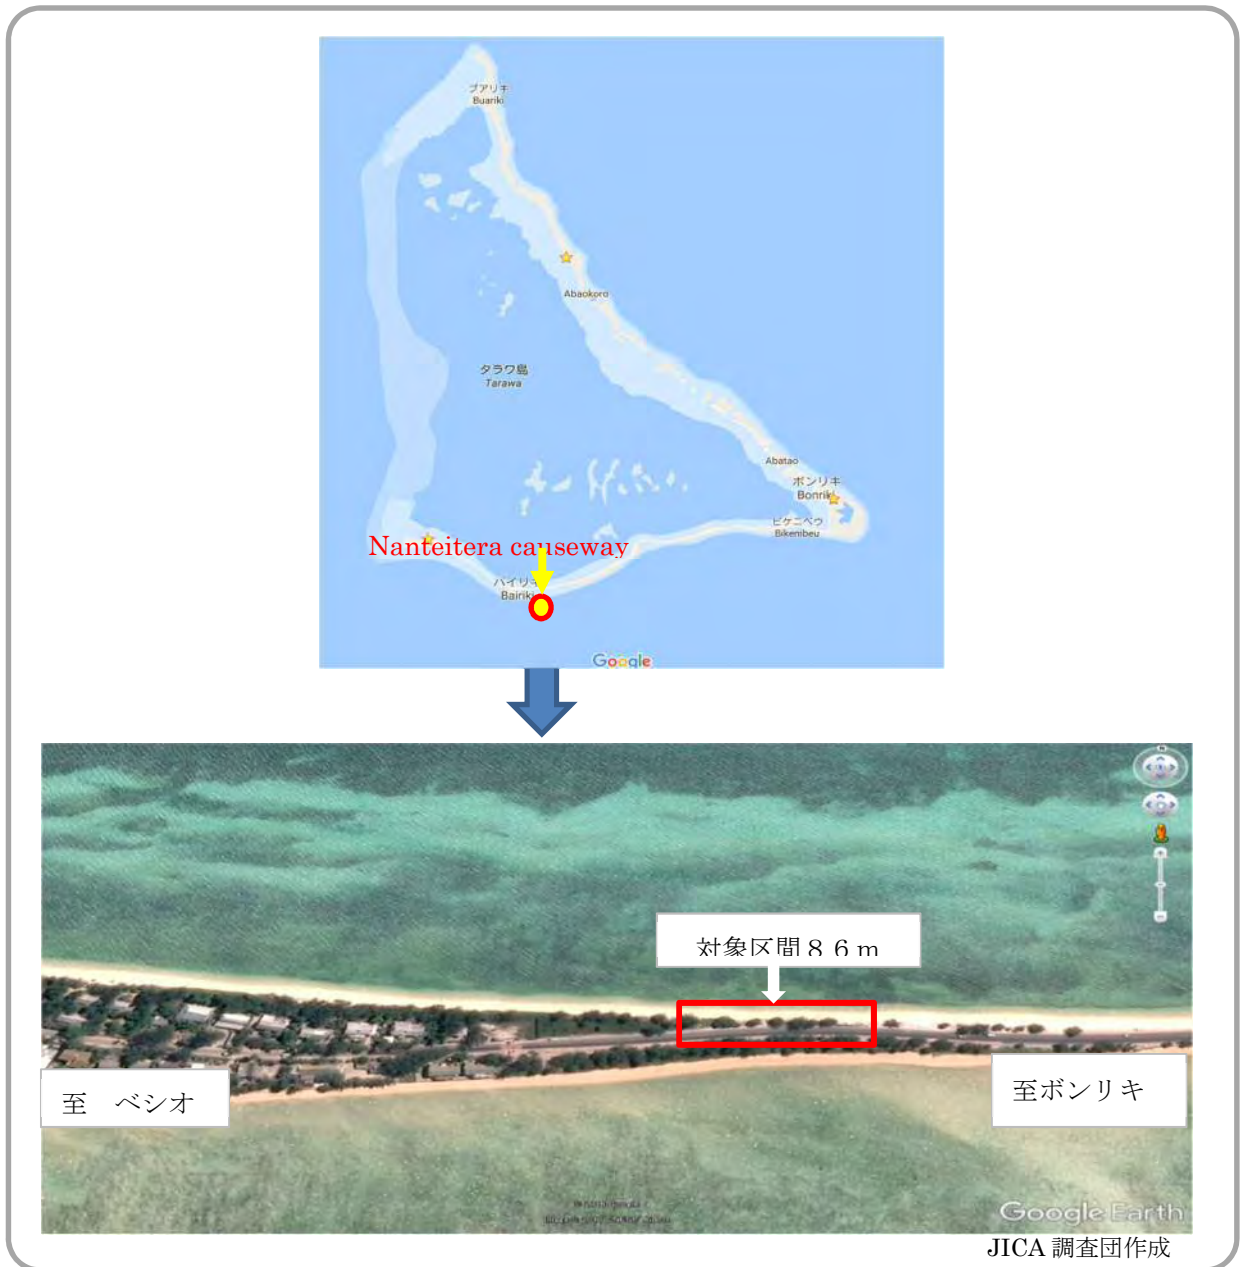 ブアリキ
Buariki
Abaokoro
タラワ島
Tarawa
Abatao
ボンリキ
Bonriki
ビケニベウ
Bikenibeu
Nanteitera causeway
バイリキ
Bairiki
Google
N
対象区間８６ｍ
至　ベシオ
至ボンリキ
Google Earth
JICA 調査団作成